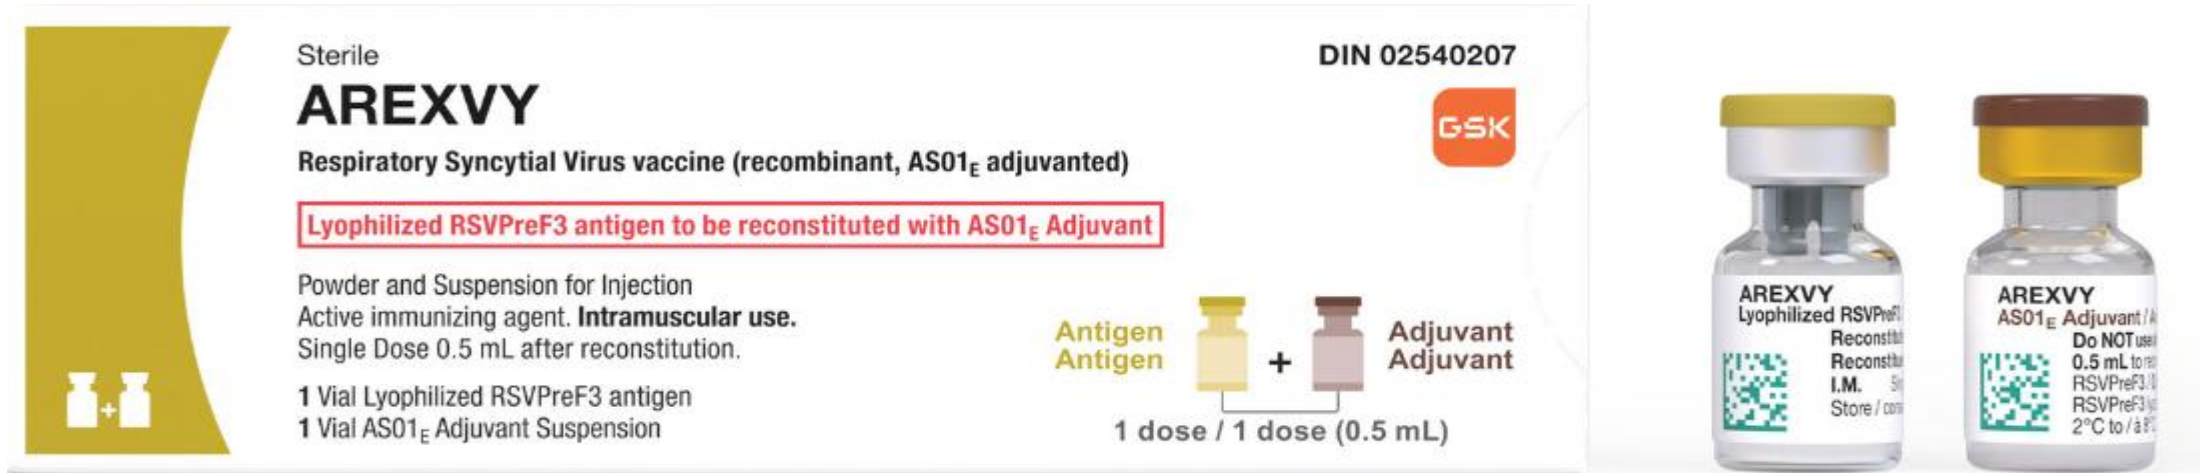 Sterile
DIN 02540207
AREXVY
GSK
Respiratory Syncytial Virus vaccine (recombinant, AS01E adjuvanted)
Lyophilized RSVPreF3 antigen to be reconstituted with AS01E Adjuvant
Powder and Suspension for Injection
Active immunizing agent. Intramuscular use.
Single Dose 0.5 mL after reconstitution.
1 Vial Lyophilized RSVPreF3 antigen
1 Vial AS01E Adjuvant Suspension
Antigen
Antigen
+
Adjuvant
Adjuvant
1 dose / 1 dose (0.5 mL)
+
AREXVY
Lyophilized
I.M.
Store /
AREXVY
AS01E Adjuvant /
Do NOT
0.5 mL to
RSVPreF3
RSVPreF3
2°C to / à